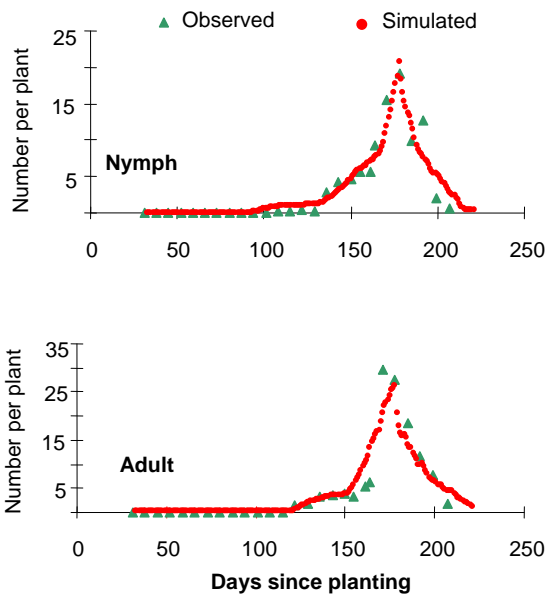 Observed Simulated
Number per plant
25
15
5
Nymph
0 50 100 150 200 250
Number per plant
35
25
15
5
Adult
0 50 100 150 200 250
Days since planting